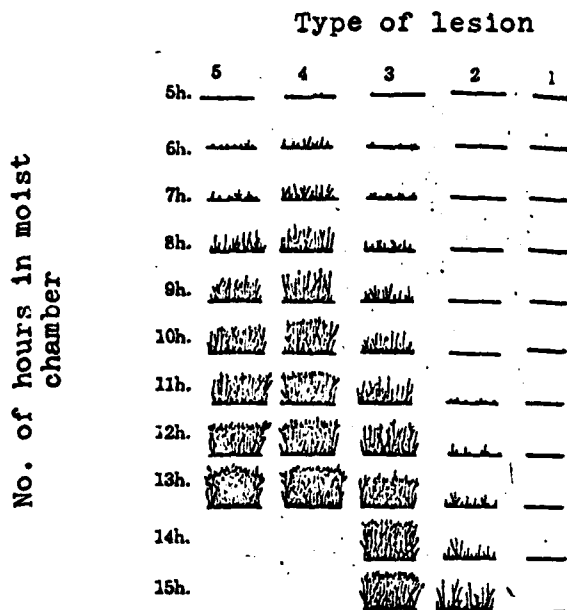 Type of lesion
5 4 3 2 1
5h.
6h.
7h.
8h.
9h.
10h.
11h.
12h.
13h.
14h.
15h.
No. of hours in moist
chamber